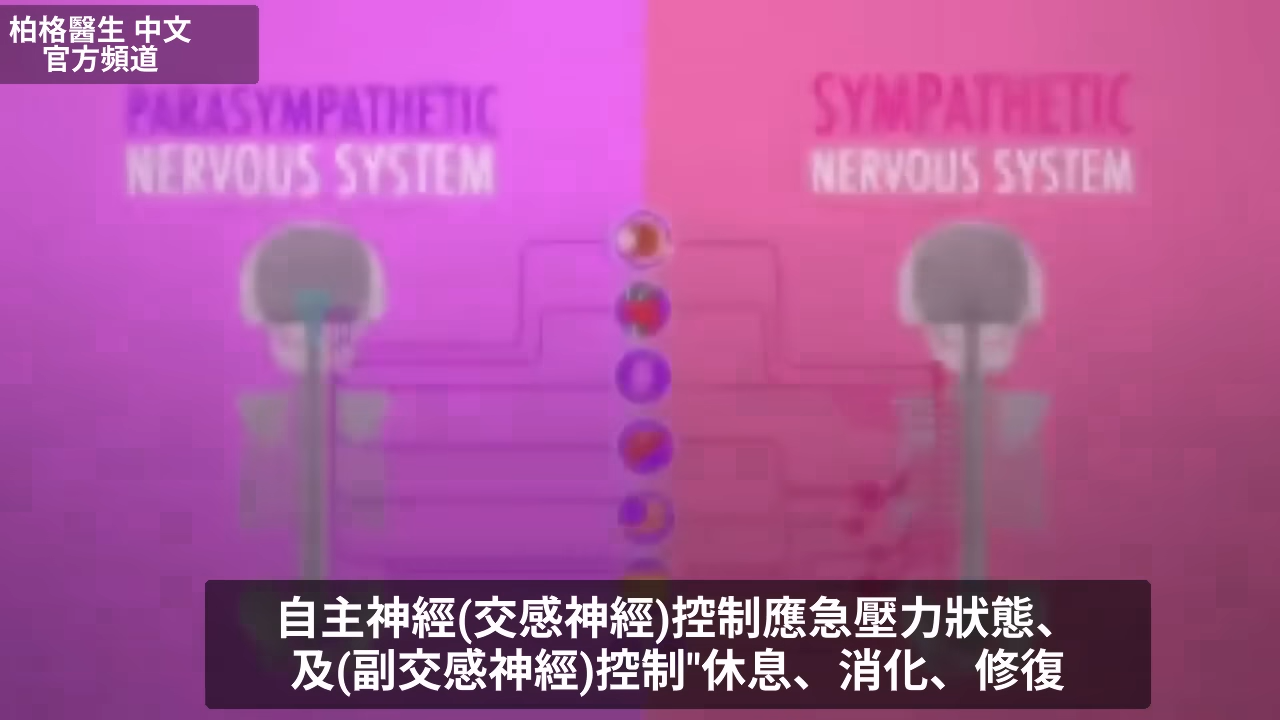 柏格醫生 中文
官方頻道
PARASYMPATHETIC
NERVOUS SYSTEM
SYMPATHETIC
NERVOUS SYSTEM
自主神經(交感神經)控制應急壓力狀態、
及(副交感神經)控制"休息、消化、修復